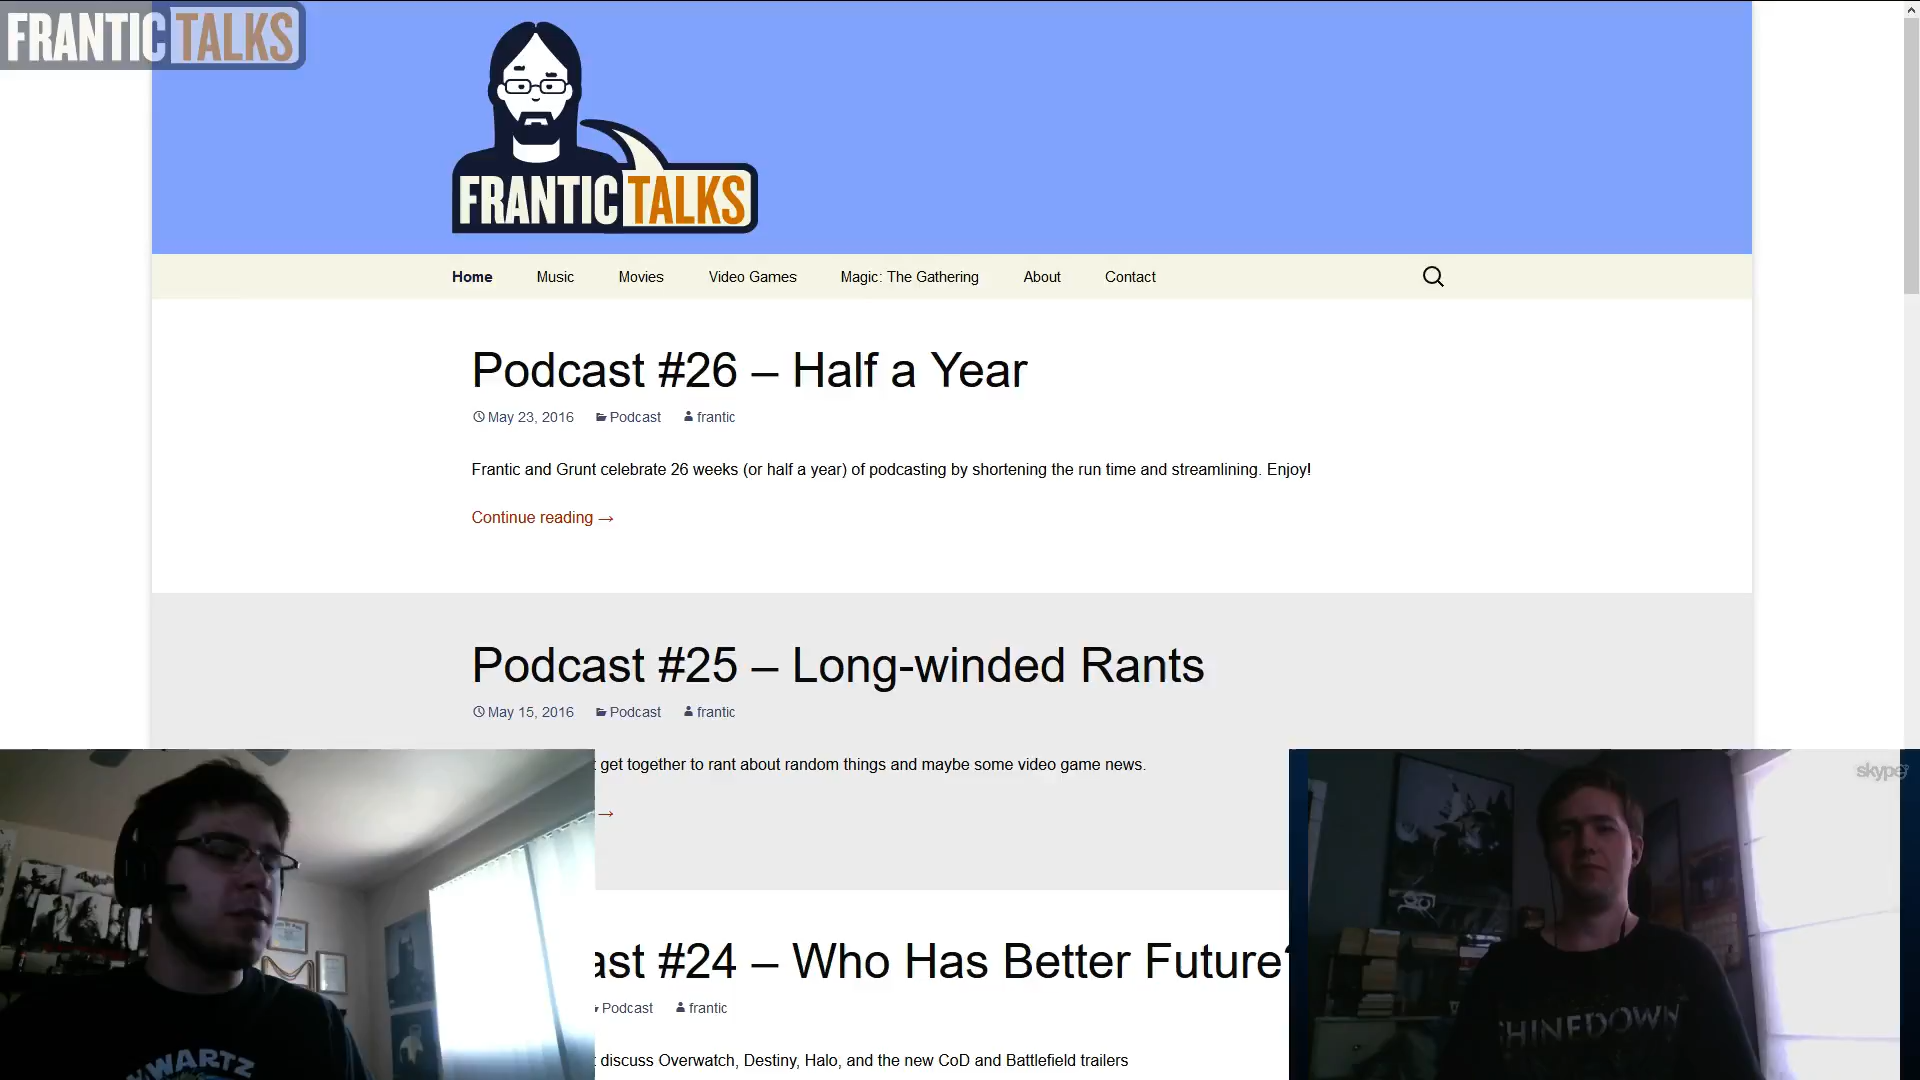 FRANTIC TALKS
FRANTIC TALKS
Home Music Movies Video Games Magic: The Gathering About Contact
Podcast #26 – Half a Year
May 23, 2016 Podcast frantic
Frantic and Grunt celebrate 26 weeks (or half a year) of podcasting by shortening the run time and streamlining. Enjoy!
Continue reading →
Podcast #25 – Long-winded Rants
May 15, 2016 Podcast frantic
get together to rant about random things and maybe some video game news.
→
skype
ast #24 – Who Has Better Future?
Podcast frantic
discuss Overwatch, Destiny, Halo, and the new CoD and Battlefield trailers
WARTZ
SHINEDOWN